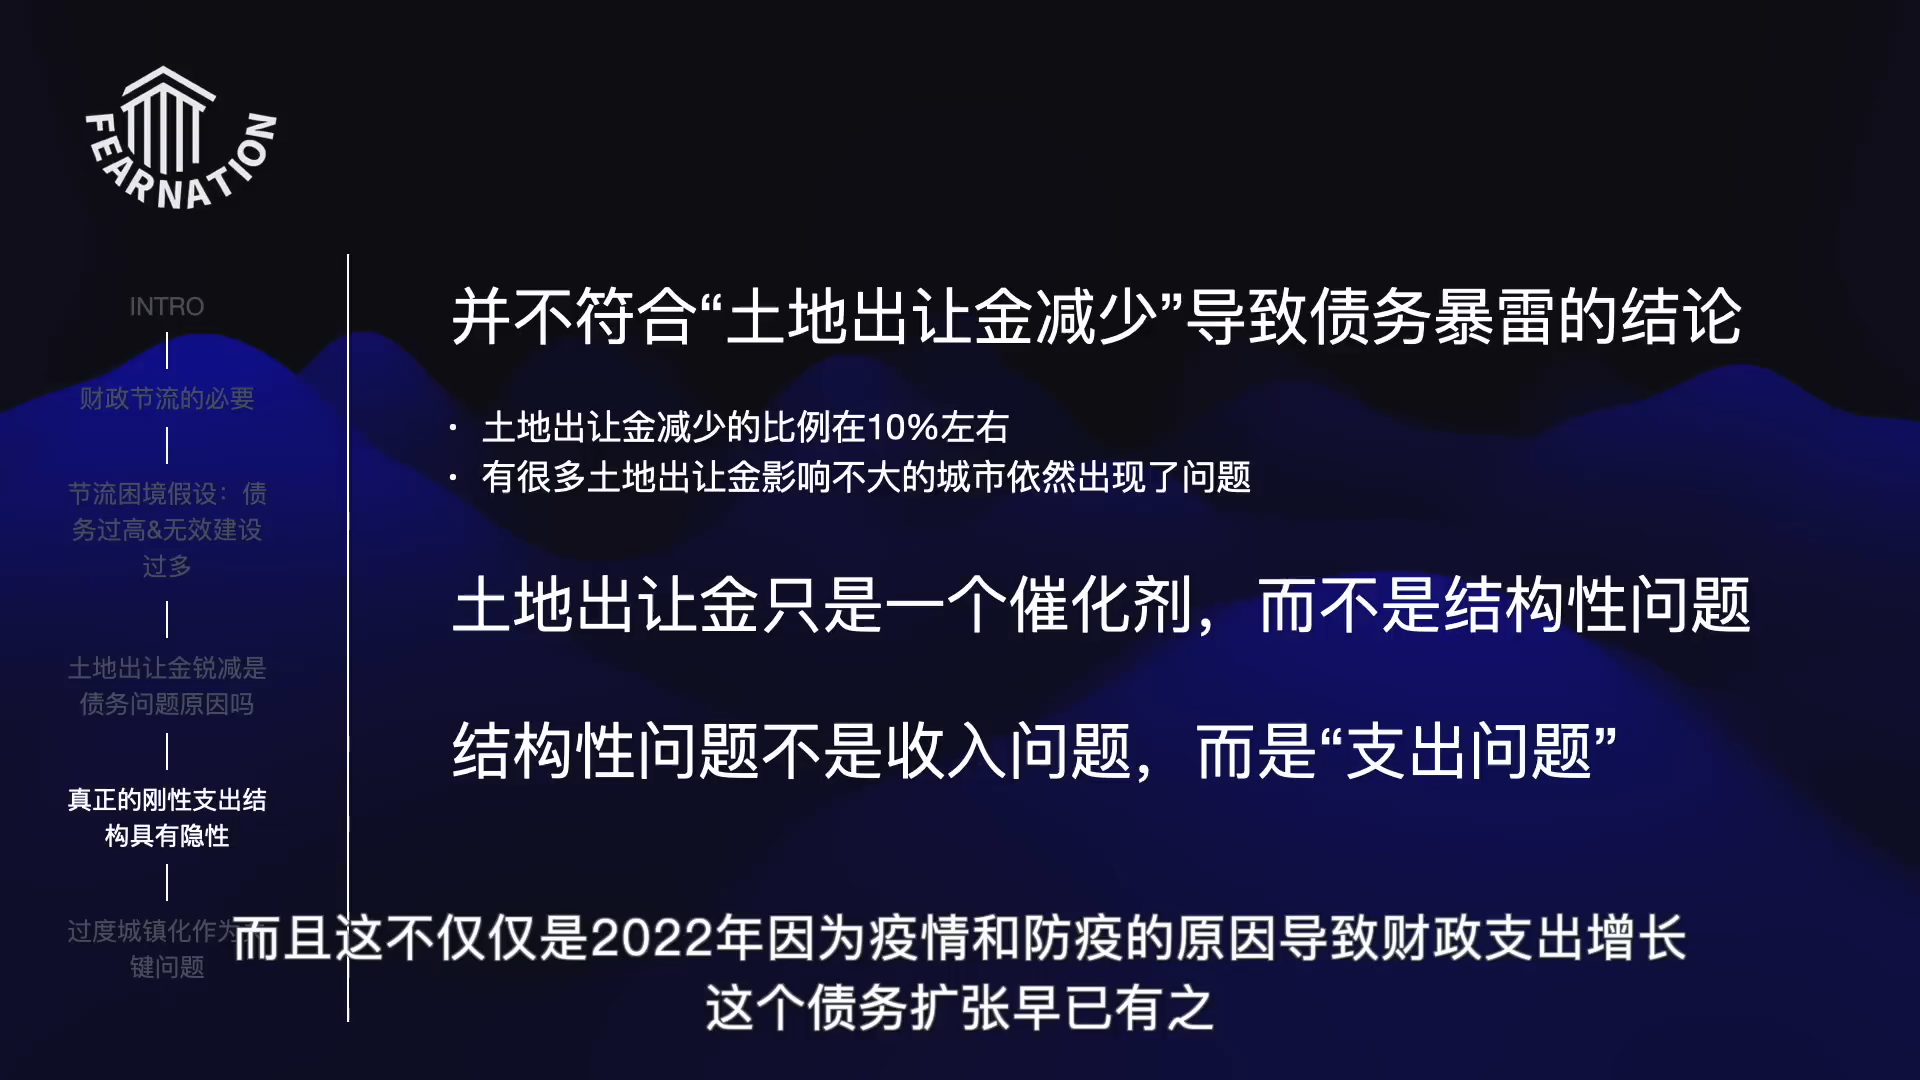 FEARNATION
INTRO
财政节流的必要
节流困境假设：债
务过高&无效建设
过多
土地出让金锐减是
债务问题原因吗
真正的刚性支出结
构具有隐性
过度城镇化作为
键问题
并不符合“土地出让金减少”导致债务暴雷的结论
· 土地出让金减少的比例在10%左右
· 有很多土地出让金影响不大的城市依然出现了问题
土地出让金只是一个催化剂，而不是结构性问题
结构性问题不是收入问题，而是“支出问题”
而且这不仅仅是2022年因为疫情和防疫的原因导致财政支出增长
这个债务扩张早已有之